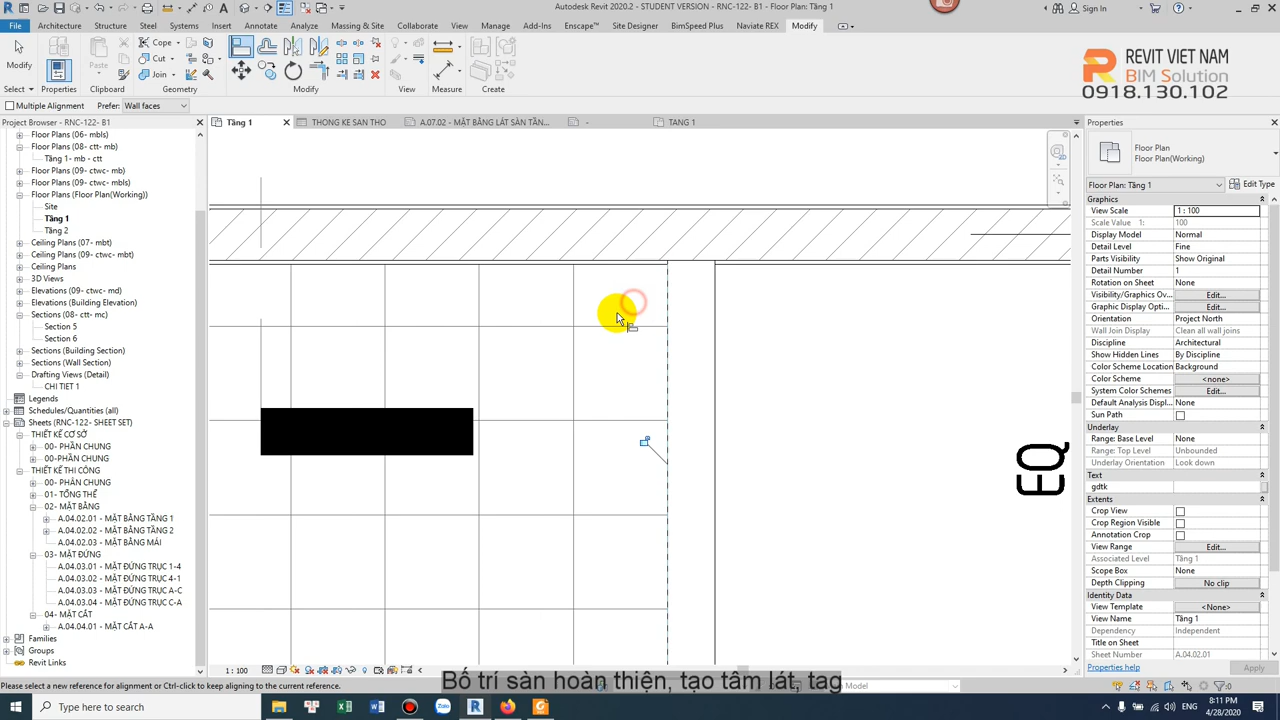 Autodesk Revit 2020.2 - STUDENT VERSION - RNC-122- B1 - Floor Plan: Tầng 1
Sign In
File Architecture Structure Systems Insert Annotate Analyze Massing & Site Collaborate View Manage Add-Ins Enscape™ Site Designer BimSpeed Plus Naviate REX Modify
Modify
Properties
Paste
Cope
Cut
Join
Select Properties Clipboard Geometry Modify View Measure Create
REVIT VIET NAM
BIM Solution
0918.130.102
Multiple Alignment Prefer: Wall faces
Project Browser - RNC-122- B1
Floor Plans (06- mbls)
Floor Plans (08- ctt- mb)
Tầng 1- mb - ctt
Floor Plans (09- ctwc- mb)
Floor Plans (09- ctwc- mbls)
Floor Plans (Floor Plan(Working))
Site
Tầng 1
Tầng 2
Ceiling Plans (07- mbt)
Ceiling Plans (09- ctwc- mbt)
Ceiling Plans
3D Views
Elevations (09- ctwc- md)
Elevations (Building Elevation)
Sections (08- ctt- mc)
Section 5
Section 6
Sections (Building Section)
Sections (Wall Section)
Drafting Views (Detail)
CHI TIET 1
Legends
Schedules/Quantities (all)
Sheets (RNC-122- SHEET SET)
THIẾT KẾ CƠ SỞ
00- PHẦN CHUNG
00-PHẦN CHUNG
THIẾT KẾ THI CÔNG
00- PHẦN CHUNG
01- TỔNG THỂ
02- MẶT BẰNG
A.04.02.01 - MẶT BẰNG TẦNG 1
A.04.02.02 - MẶT BẰNG TẦNG 2
A.04.02.03 - MẶT BẰNG MÁI
03- MẶT ĐỨNG
A.04.03.01 - MẶT ĐỨNG TRỤC 1-4
A.04.03.02 - MẶT ĐỨNG TRỤC 4-1
A.04.03.03 - MẶT ĐỨNG TRỤC A-C
A.04.03.04 - MẶT ĐỨNG TRỤC C-A
04- MẶT CẮT
A.04.04.01 - MẶT CẮT A-A
Families
Groups
Revit Links
Tầng 1 THONG KE SAN THO A.07.02 - MẶT BẰNG LÁT SÀN TẦN... - TẦNG 1
EQ
Properties
Floor Plan
Floor Plan(Working)
Floor Plan: Tầng 1 Edit Type
Graphics
View Scale 1 : 100
Scale Value 1: 100
Display Model Normal
Detail Level Fine
Parts Visibility Show Original
Detail Number 1
Rotation on Sheet None
Visibility/Graphics Ov... Edit...
Graphic Display Opti... Edit...
Orientation Project North
Wall Join Display Clean all wall joins
Discipline Architectural
Show Hidden Lines By Discipline
Color Scheme Location Background
Color Scheme <none>
System Color Schemes Edit...
Default Analysis Displ... None
Sun Path
Underlay
Range: Base Level None
Range: Top Level Unbounded
Underlay Orientation Look down
Text
gdtk
Extents
Crop View
Crop Region Visible
Annotation Crop
View Range Edit...
Associated Level Tầng 1
Scope Box None
Depth Clipping No clip
Identity Data
View Template <None>
View Name Tầng 1
Dependency Independent
Title on Sheet
Sheet Number A.04.02.01
Properties help Apply
1 : 100
Bố trí sàn hoàn thiện, tạo tâm lát, tag
Please select a new reference for alignment or Ctrl-click to keep aligning to the current reference.
Type here to search
ENG
8:11 PM
4/28/2020